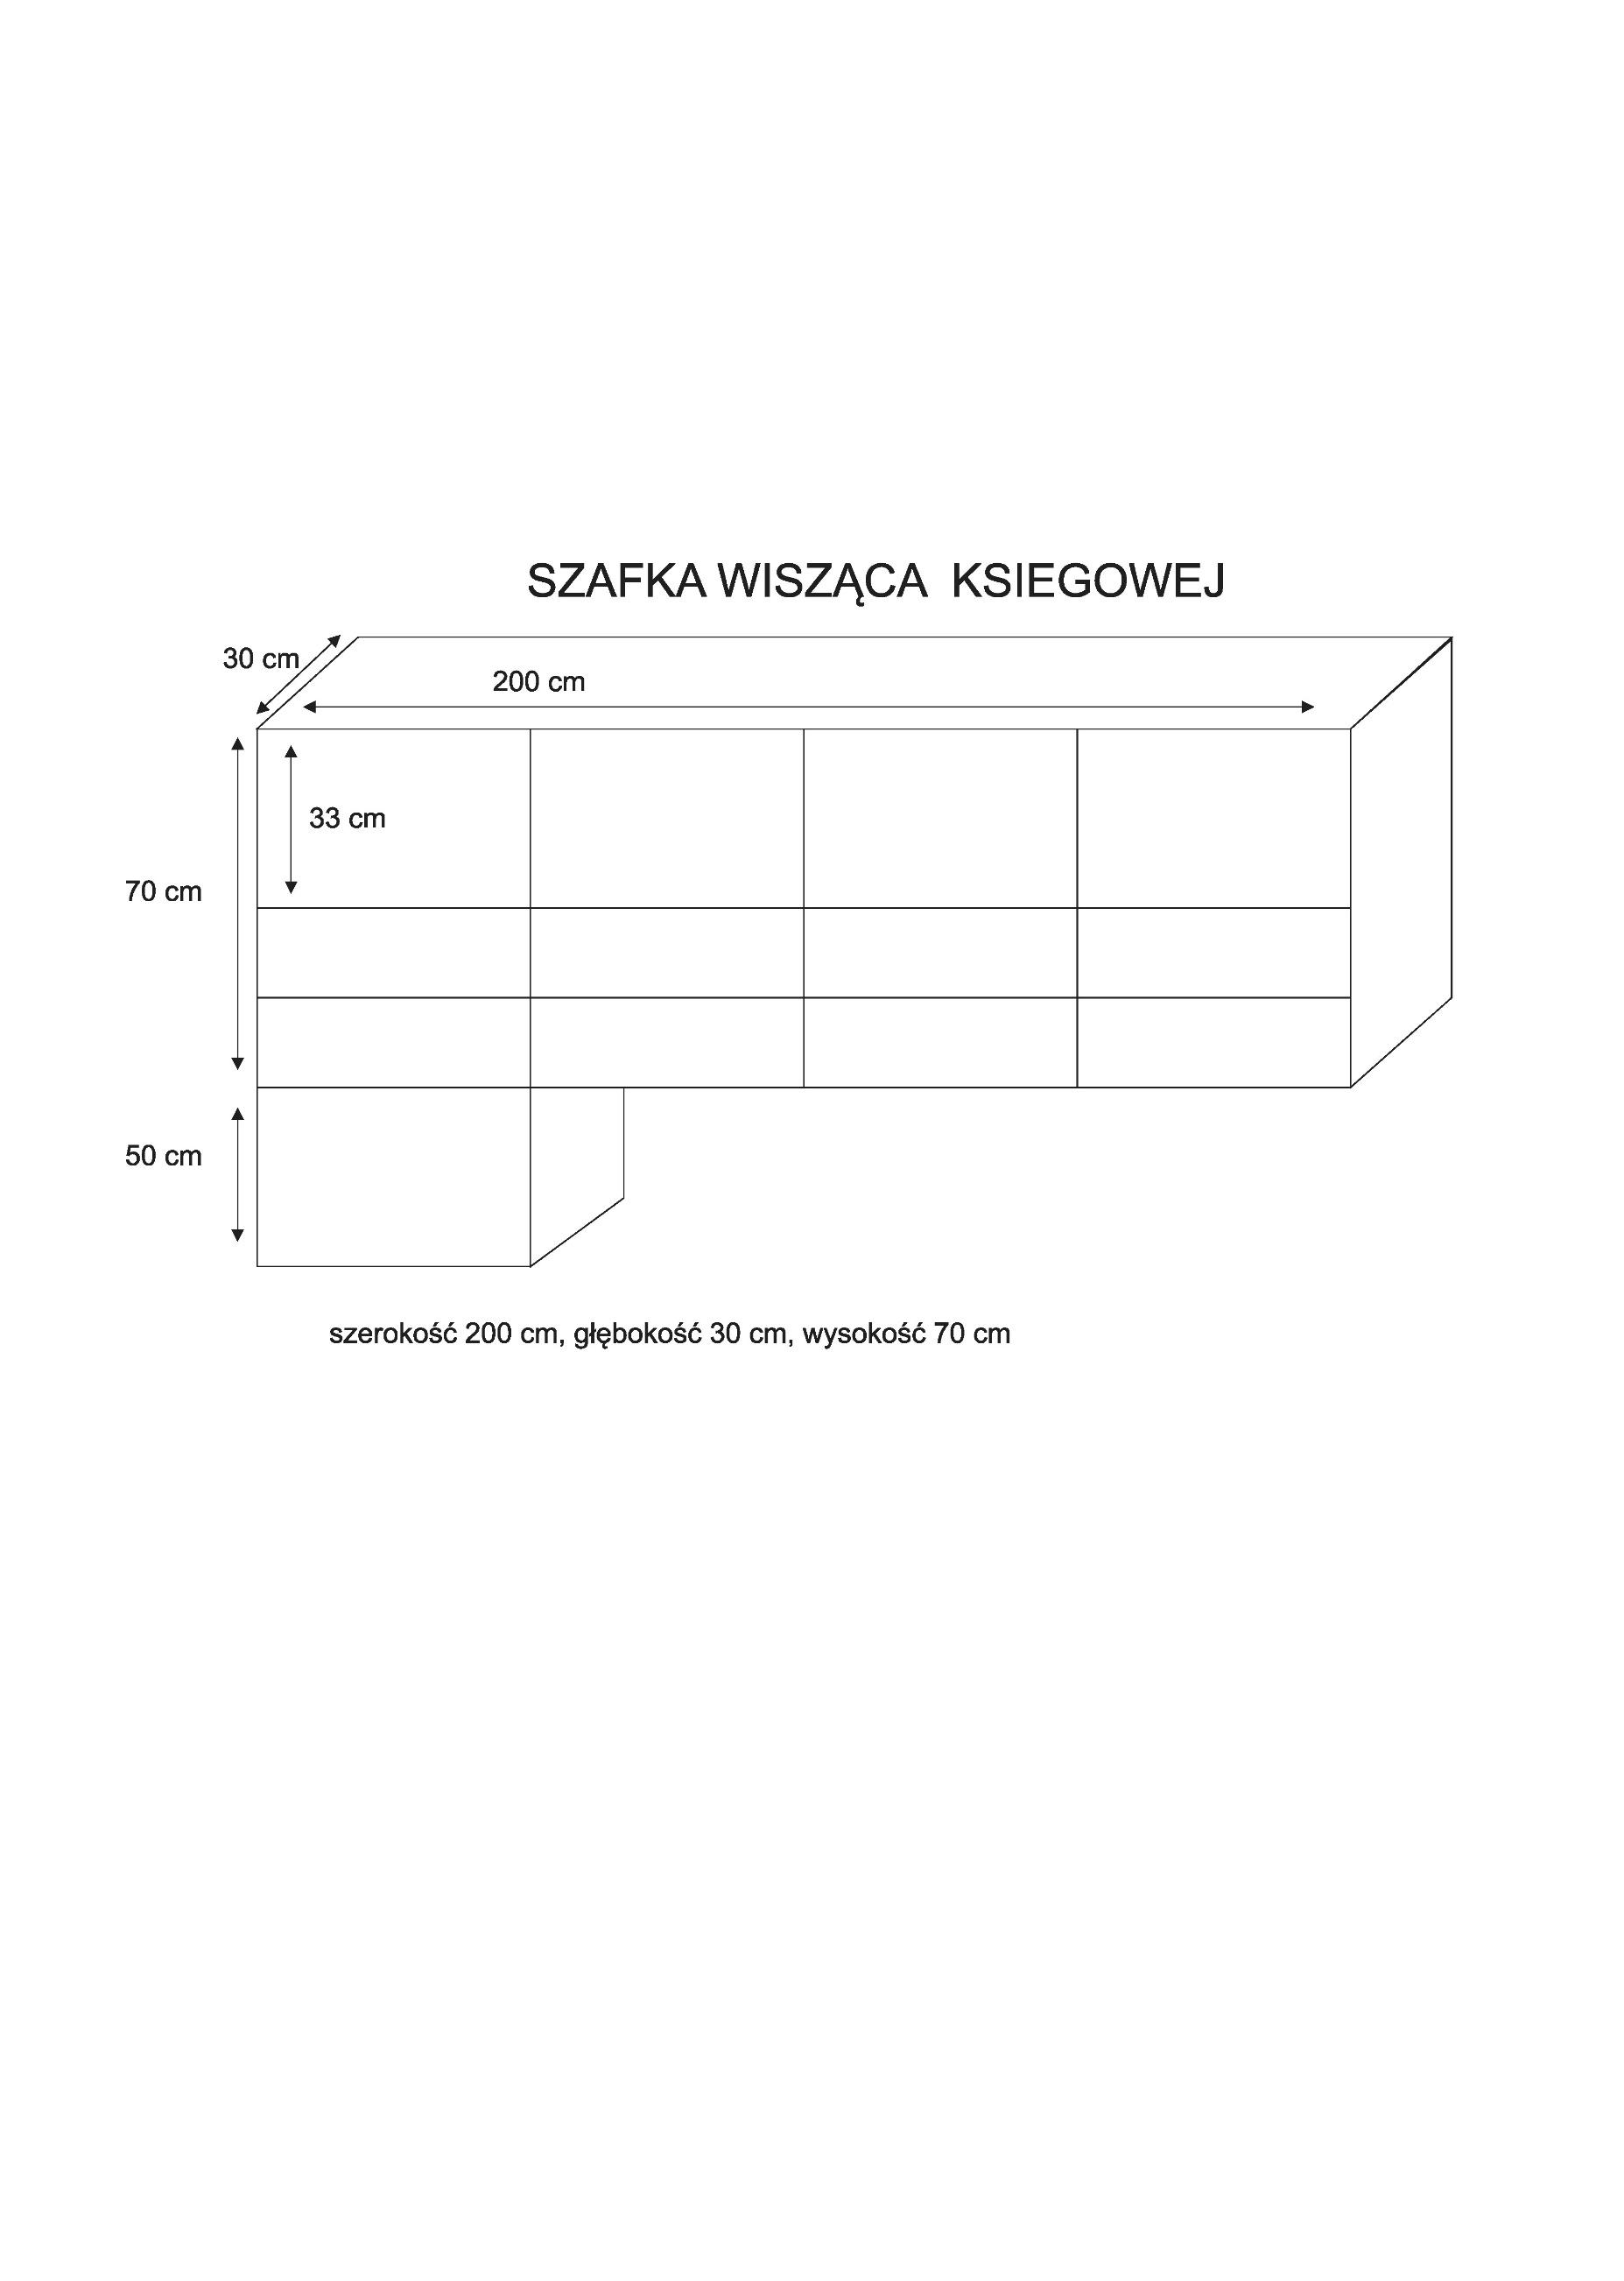 SZAFKA WISZĄCA  KSIEGOWEJ
30 cm
200 cm
33 cm
70 cm
50 cm
szerokość 200 cm, głębokość 30 cm, wysokość 70 cm